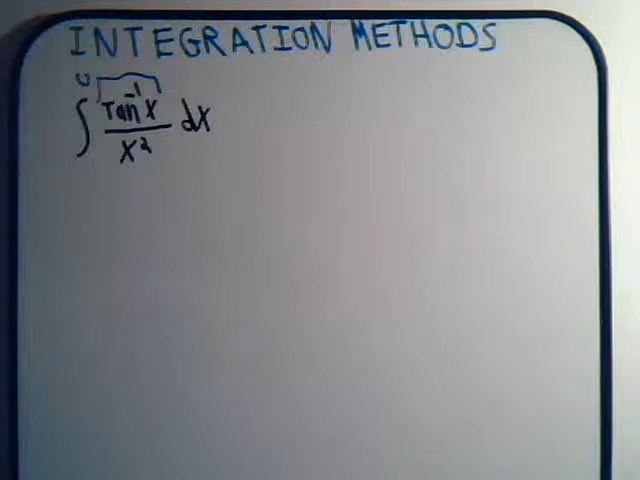 INTEGRATION METHODS
U
∫ Tan⁻¹x / x² dx